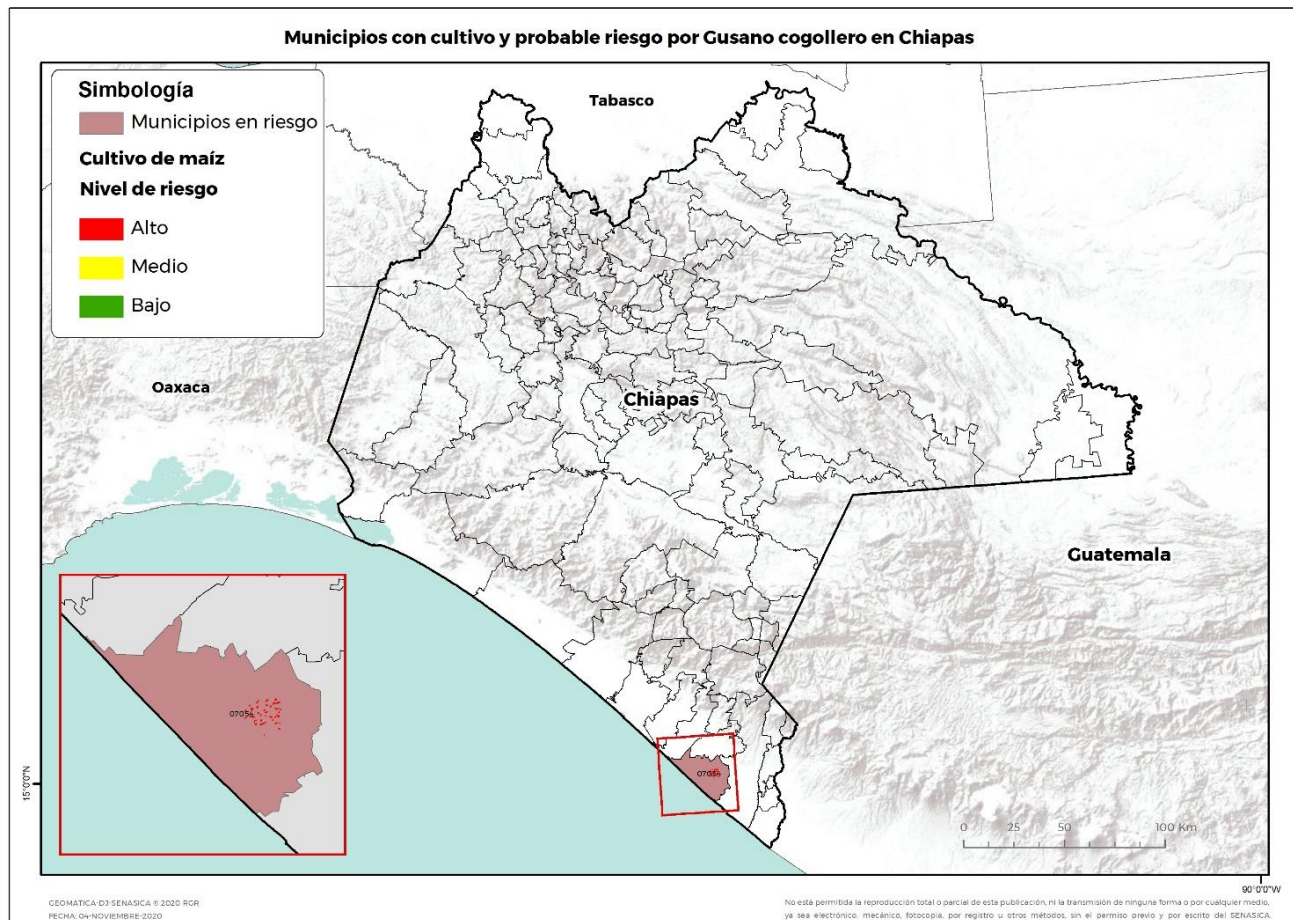 Municipios con cultivo y probable riesgo por Gusano cogollero en Chiapas
Simbología
Municipios en riesgo
Cultivo de maíz
Nivel de riesgo
Alto
Medio
Bajo
Tabasco
Oaxaca
Chiapas
Guatemala
07054
07054
15°0'0"N
0 25 50 100 Km
90°0'0"W
GEOMATICA-DJ-SENASICA © 2020 RGR
FECHA: 04-NOVIEMBRE-2020
No está permitida la reproducción total o parcial de esta publicación, ni la transmisión de ninguna forma o por cualquier medio,
ya sea electrónico, mecánico, fotocopia, por registro u otros métodos, sin el permiso previo y por escrito del SENASICA.